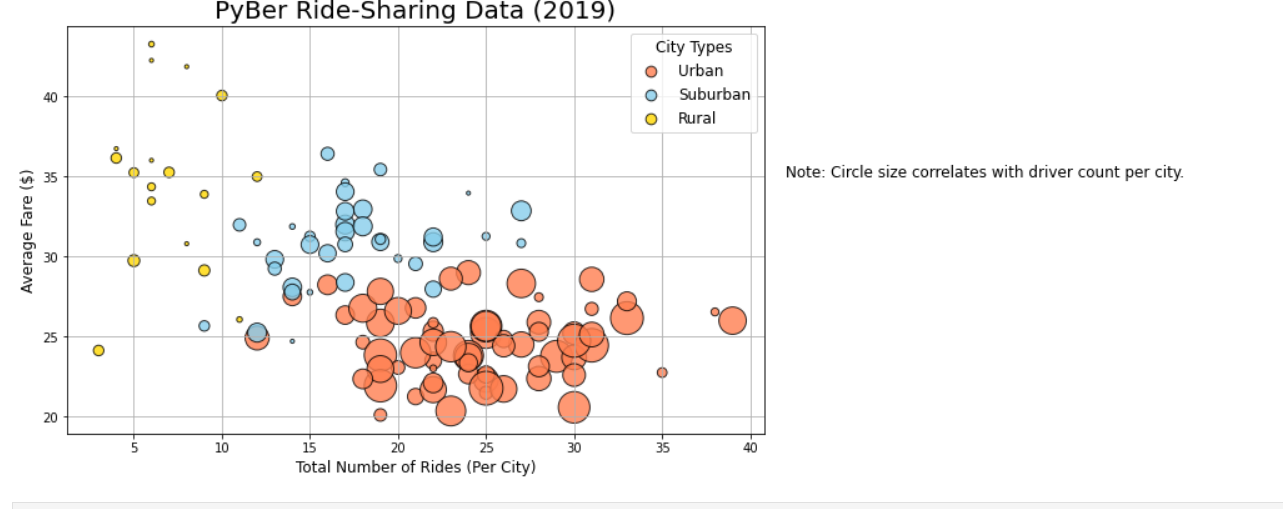 PyBer Ride-Sharing Data (2019)
City Types
Urban
Suburban
Rural
Average Fare ($)
40
35
30
25
20
5 10 15 20 25 30 35 40
Total Number of Rides (Per City)
Note: Circle size correlates with driver count per city.